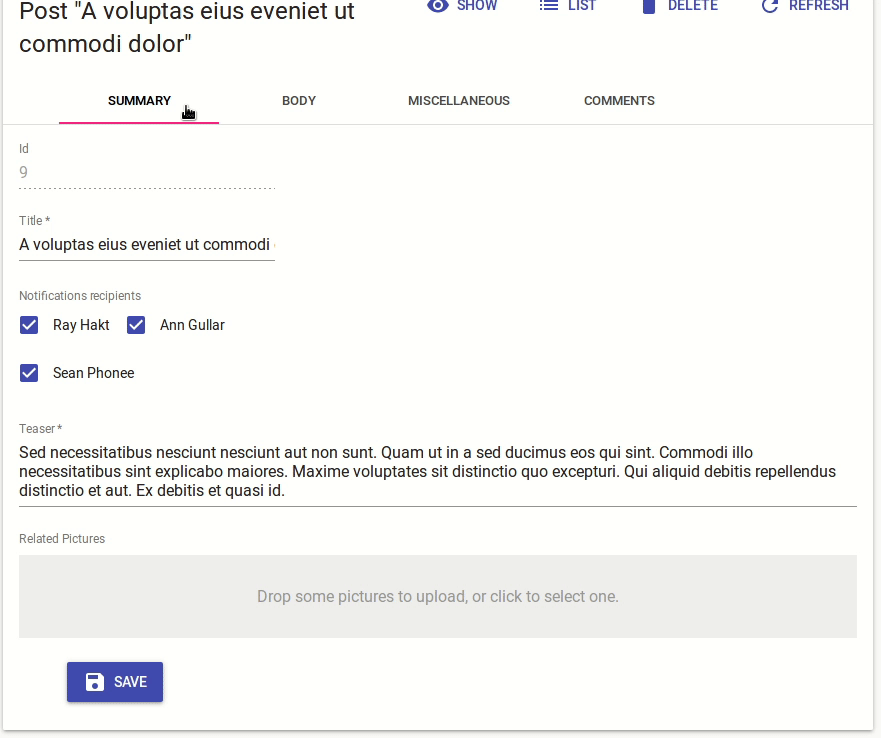 Post "A voluptas eius eveniet ut
commodi dolor"
SHOW
LIST
DELETE
REFRESH
SUMMARY
BODY
MISCELLANEOUS
COMMENTS
Id
9
Title *
A voluptas eius eveniet ut commodi
Notifications recipients
Ray Hakt
Ann Gullar
Sean Phonee
Teaser *
Sed necessitatibus nesciunt nesciunt aut non sunt. Quam ut in a sed ducimus eos qui sint. Commodi illo
necessitatibus sint explicabo maiores. Maxime voluptates sit distinctio quo excepturi. Qui aliquid debitis repellendus
distinctio et aut. Ex debitis et quasi id.
Related Pictures
Drop some pictures to upload, or click to select one.
SAVE